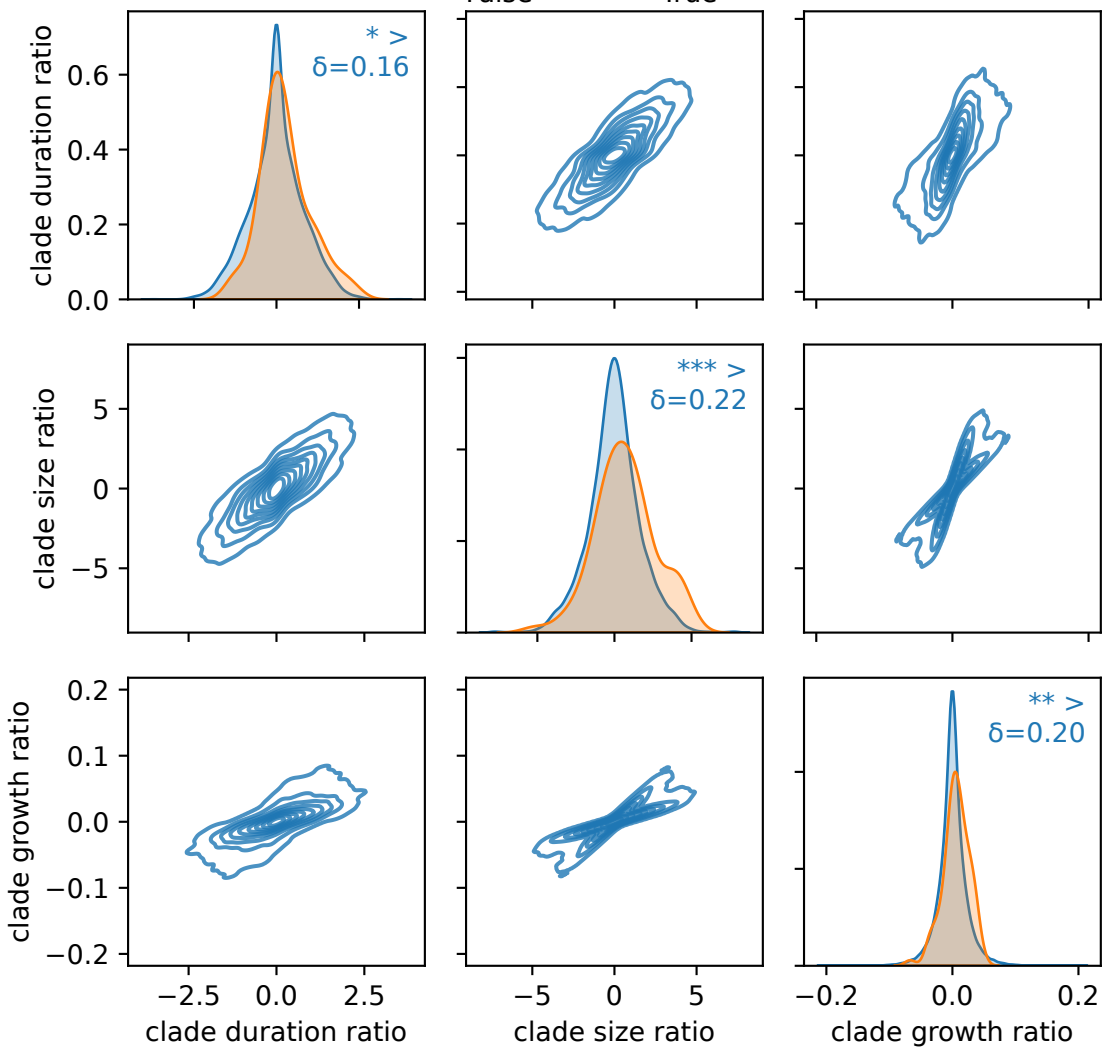 True
clade duration ratio
0.6
0.4
0.2
0.0
* >
δ=0.16
clade size ratio
5
0
−5
*** >
δ=0.22
clade growth ratio
0.2
0.1
0.0
−0.1
−0.2
** >
δ=0.20
−2.5 0.0 2.5
−5 0 5
−0.2 0.0 0.2
clade duration ratio
clade size ratio
clade growth ratio